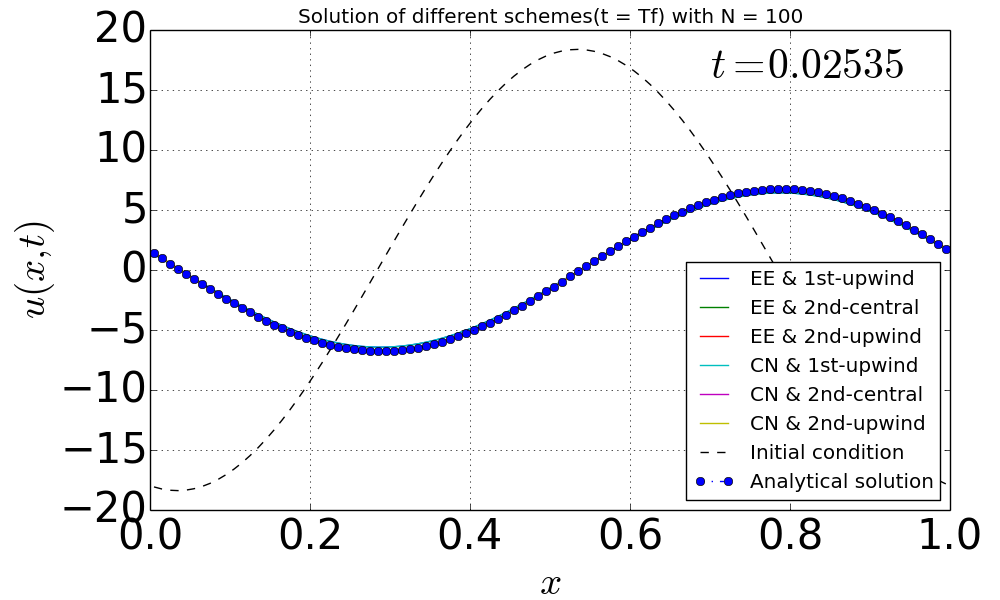 Solution of different schemes(t = Tf) with N = 100
t = 0.02535
20
15
10
5
0
−5
−10
−15
−20
u(x,t)
0.0 0.2 0.4 0.6 0.8 1.0
x
EE & 1st-upwind
EE & 2nd-central
EE & 2nd-upwind
CN & 1st-upwind
CN & 2nd-central
CN & 2nd-upwind
Initial condition
Analytical solution